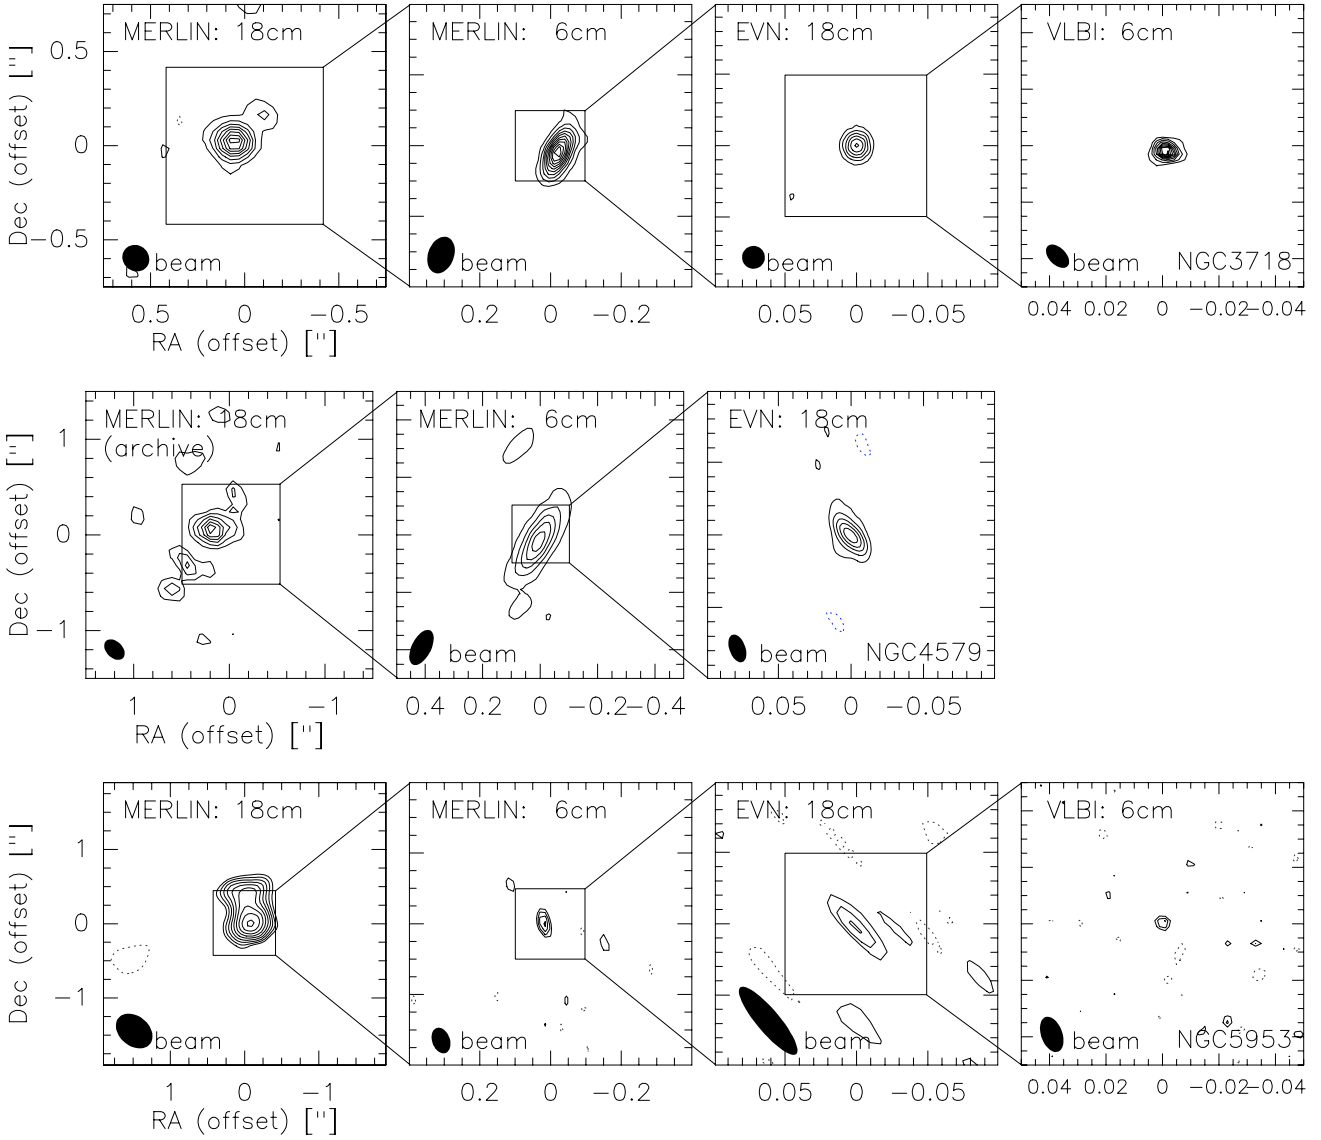 MERLIN: 18cm
MERLIN: 6cm
EVN: 18cm
VLBI: 6cm
Dec (offset) ["]
0.5
0
−0.5
beam
beam
beam
beam
NGC3718
0.5 0 −0.5
0.2 0 −0.2
0.05 0 −0.05
0.04 0.02 0 −0.02−0.04
RA (offset) ["]
MERLIN: 18cm
(archive)
MERLIN: 6cm
EVN: 18cm
Dec (offset) ["]
1
0
−1
beam
beam
NGC4579
1 0 −1
0.4 0.2 0 −0.2−0.4
0.05 0 −0.05
RA (offset) ["]
MERLIN: 18cm
MERLIN: 6cm
EVN: 18cm
VLBI: 6cm
Dec (offset) ["]
1
0
−1
beam
beam
beam
beam
NGC5953
1 0 −1
0.2 0 −0.2
0.05 0 −0.05
0.04 0.02 0 −0.02−0.04
RA (offset) ["]